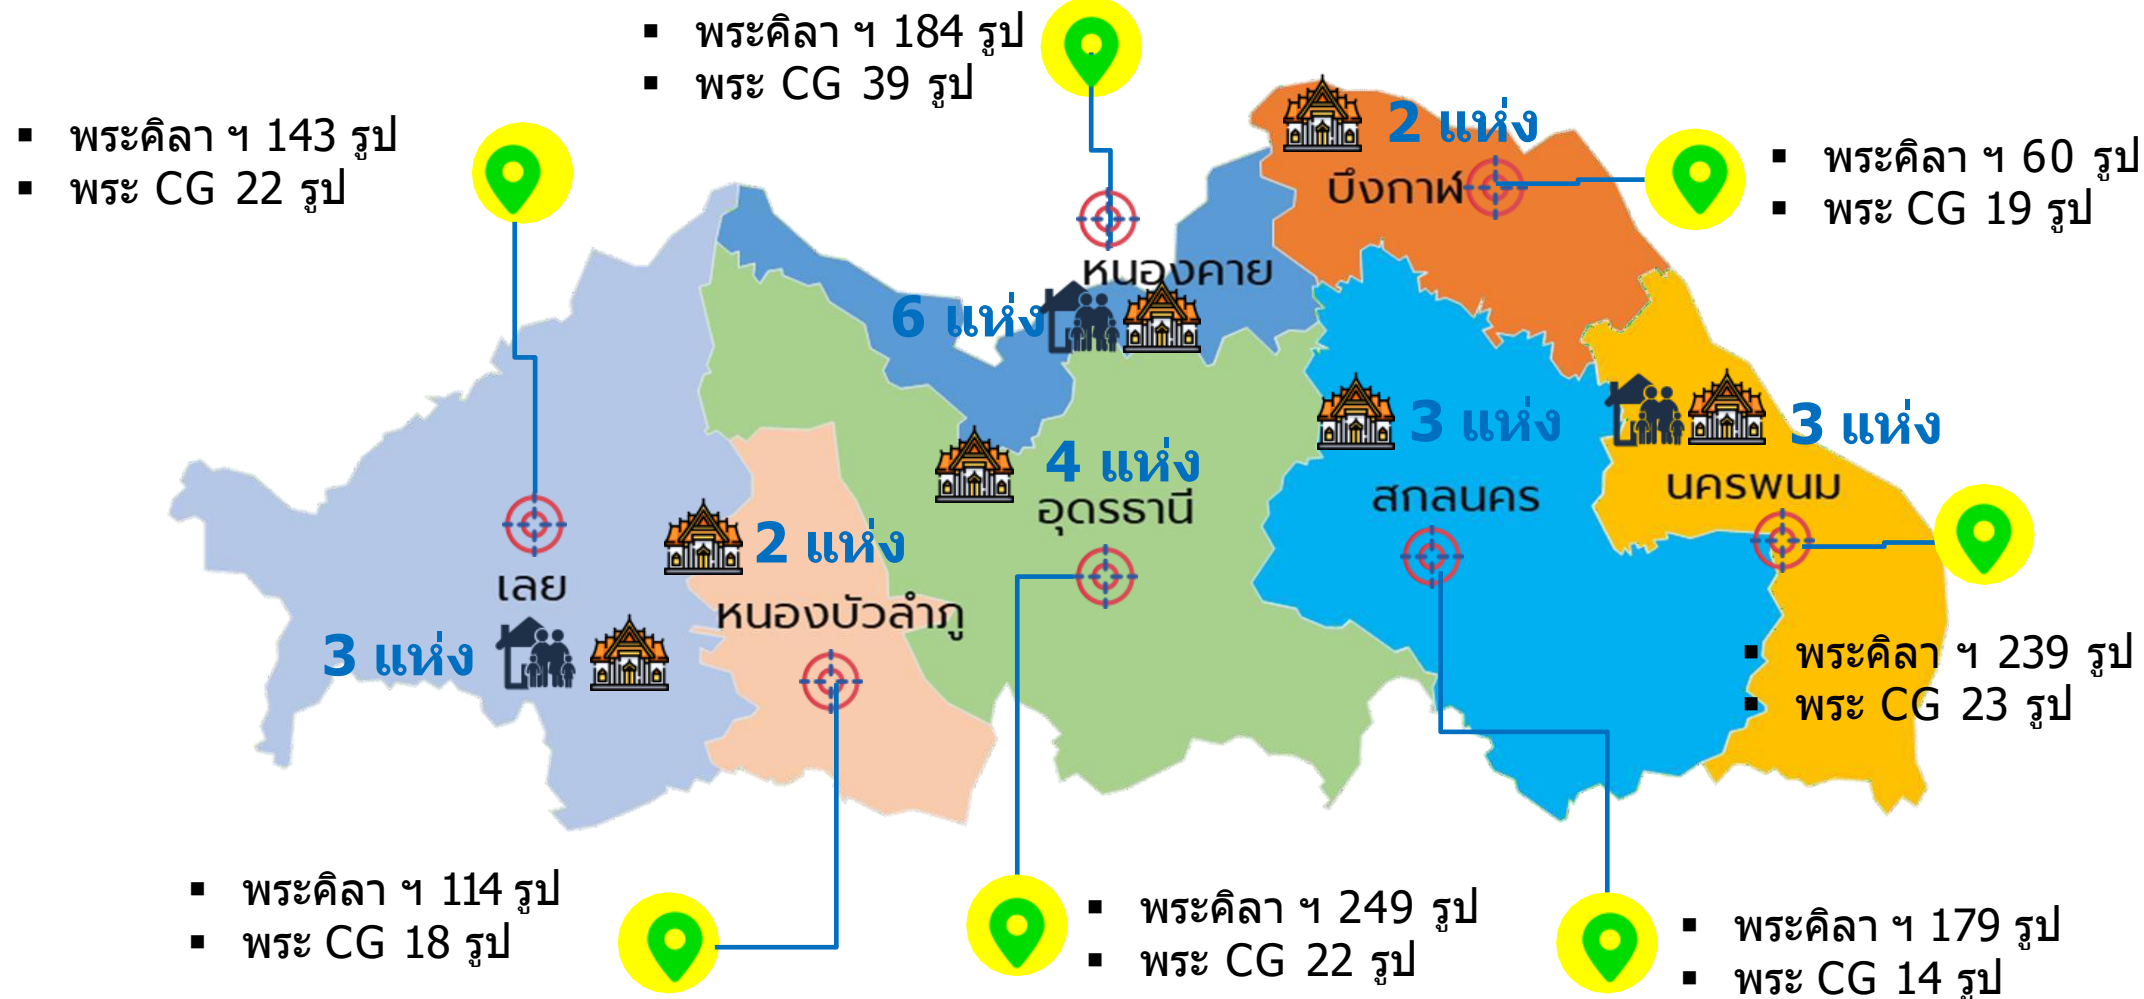 ▪ พระคิลา ฯ 184 รูป
▪ พระ CG 39 รูป
▪ พระคิลา ฯ 143 รูป
▪ พระ CG 22 รูป
2 แห่ง
บึงกาฬ
▪ พระคิลา ฯ 60 รูป
▪ พระ CG 19 รูป
หนองคาย
6 แห่ง
4 แห่ง
อุดรธานี
3 แห่ง
สกลนคร
3 แห่ง
นครพนม
2 แห่ง
หนองบัวลำภู
เลย
3 แห่ง
▪ พระคิลา ฯ 239 รูป
▪ พระ CG 23 รูป
▪ พระคิลา ฯ 114 รูป
▪ พระ CG 18 รูป
▪ พระคิลา ฯ 249 รูป
▪ พระ CG 22 รูป
▪ พระคิลา ฯ 179 รูป
▪ พระ CG 14 รูป